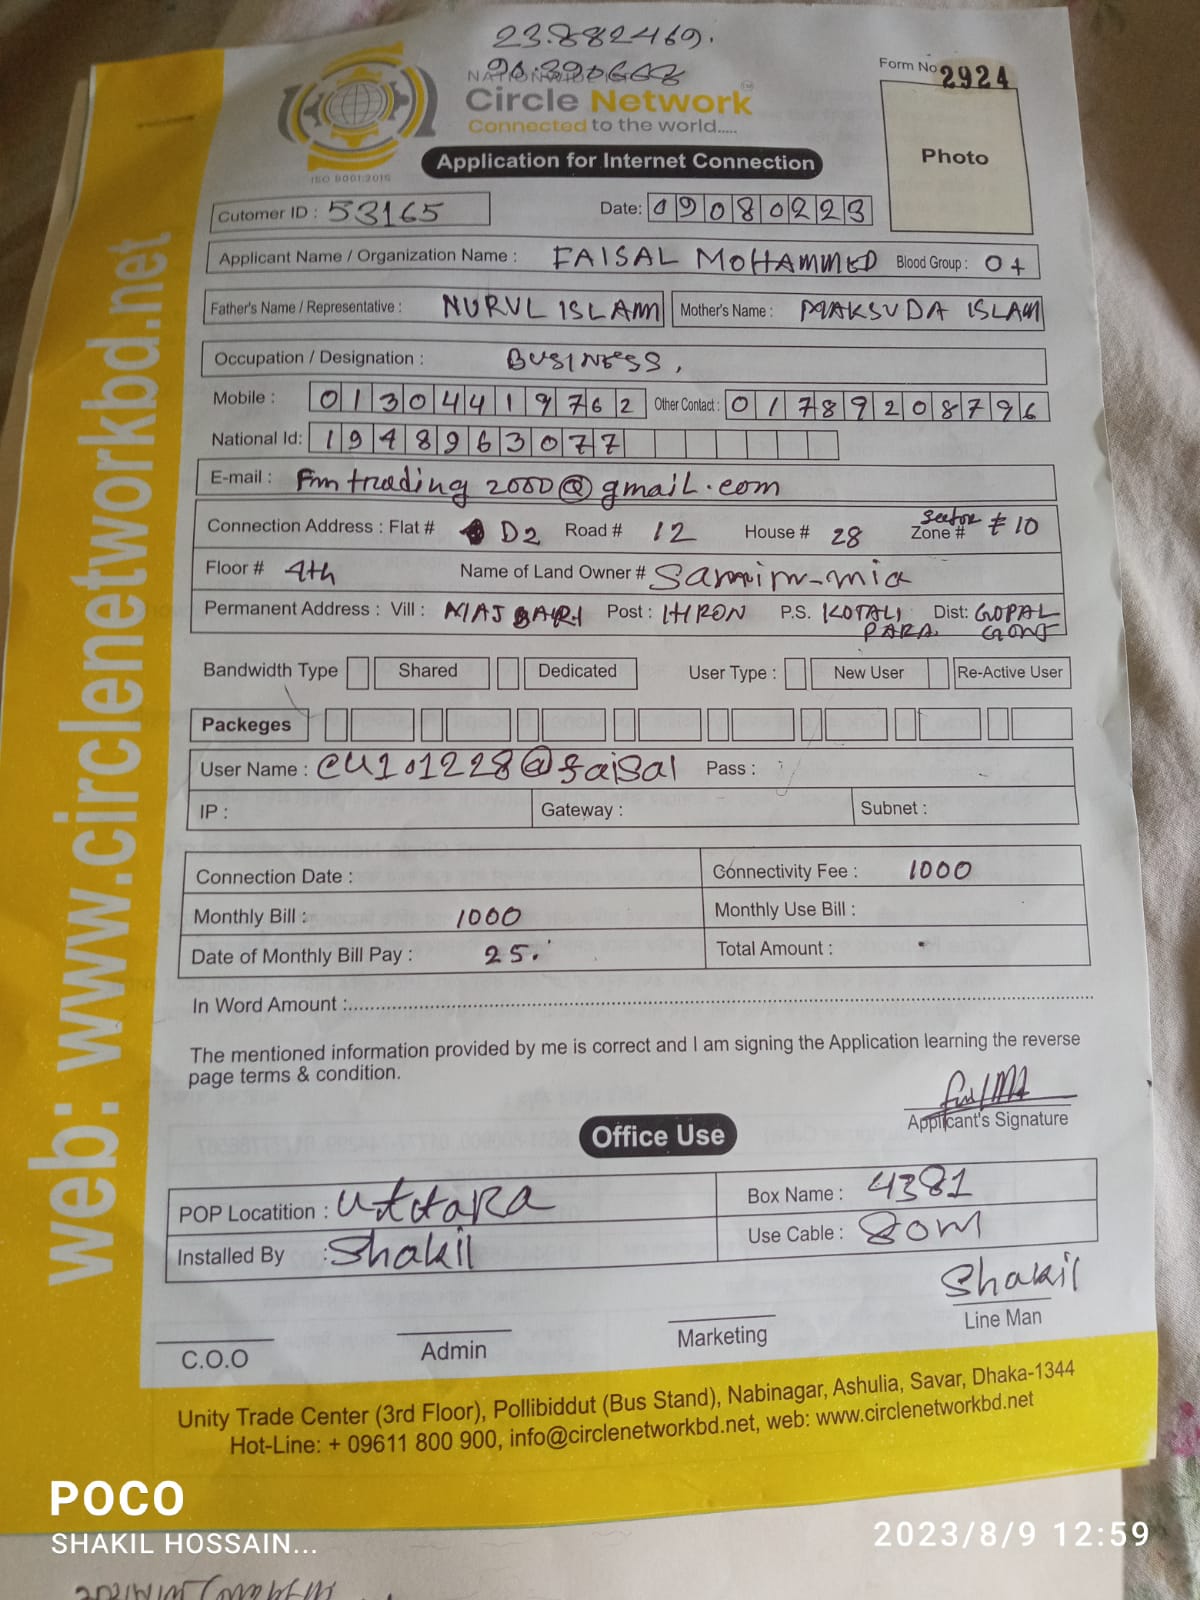 23.882469.
90.390668
NATIONWIDE
Circle Network
Connected to the world.....
ISO 9001:2015
Form No 2924
Photo
Application for Internet Connection
Cutomer ID : 53165 Date: 09080223
Applicant Name / Organization Name : FAISAL MOHAMMED Blood Group : O+
Father's Name / Representative : NURUL ISLAM Mother's Name : MAKSUDA ISLAM
Occupation / Designation : BUSINESS,
Mobile : 01304419762 Other Contact : 01789208796
National Id: 1948963077
E-mail : Fmtrading2000@gmail.com
Connection Address : Flat # D2 Road # 12 House # 28 Sector Zone # 10
Floor # 4th Name of Land Owner # Samim-mia
Permanent Address : Vill : MAJBARI Post : HIRON P.S. KOTALI PARA. Dist: GOPAL GONJ
Bandwidth Type Shared Dedicated User Type : New User Re-Active User
Packeges
User Name : cu101228@faisal Pass :
IP : Gateway : Subnet :
Connection Date : Connectivity Fee : 1000
Monthly Bill : 1000 Monthly Use Bill :
Date of Monthly Bill Pay : 25. Total Amount :
In Word Amount :
The mentioned information provided by me is correct and I am signing the Application learning the reverse
page terms & condition.
Applicant's Signature
Office Use
POP Locatition : Uttara Box Name : 4381
Installed By : Shakil Use Cable : 80m
Shakil
C.O.O Admin Marketing Line Man
Unity Trade Center (3rd Floor), Pollibiddut (Bus Stand), Nabinagar, Ashulia, Savar, Dhaka-1344
Hot-Line: + 09611 800 900, info@circlenetworkbd.net, web: www.circlenetworkbd.net
web: www.circlenetworkbd.net
POCO
SHAKIL HOSSAIN...
2023/8/9 12:59